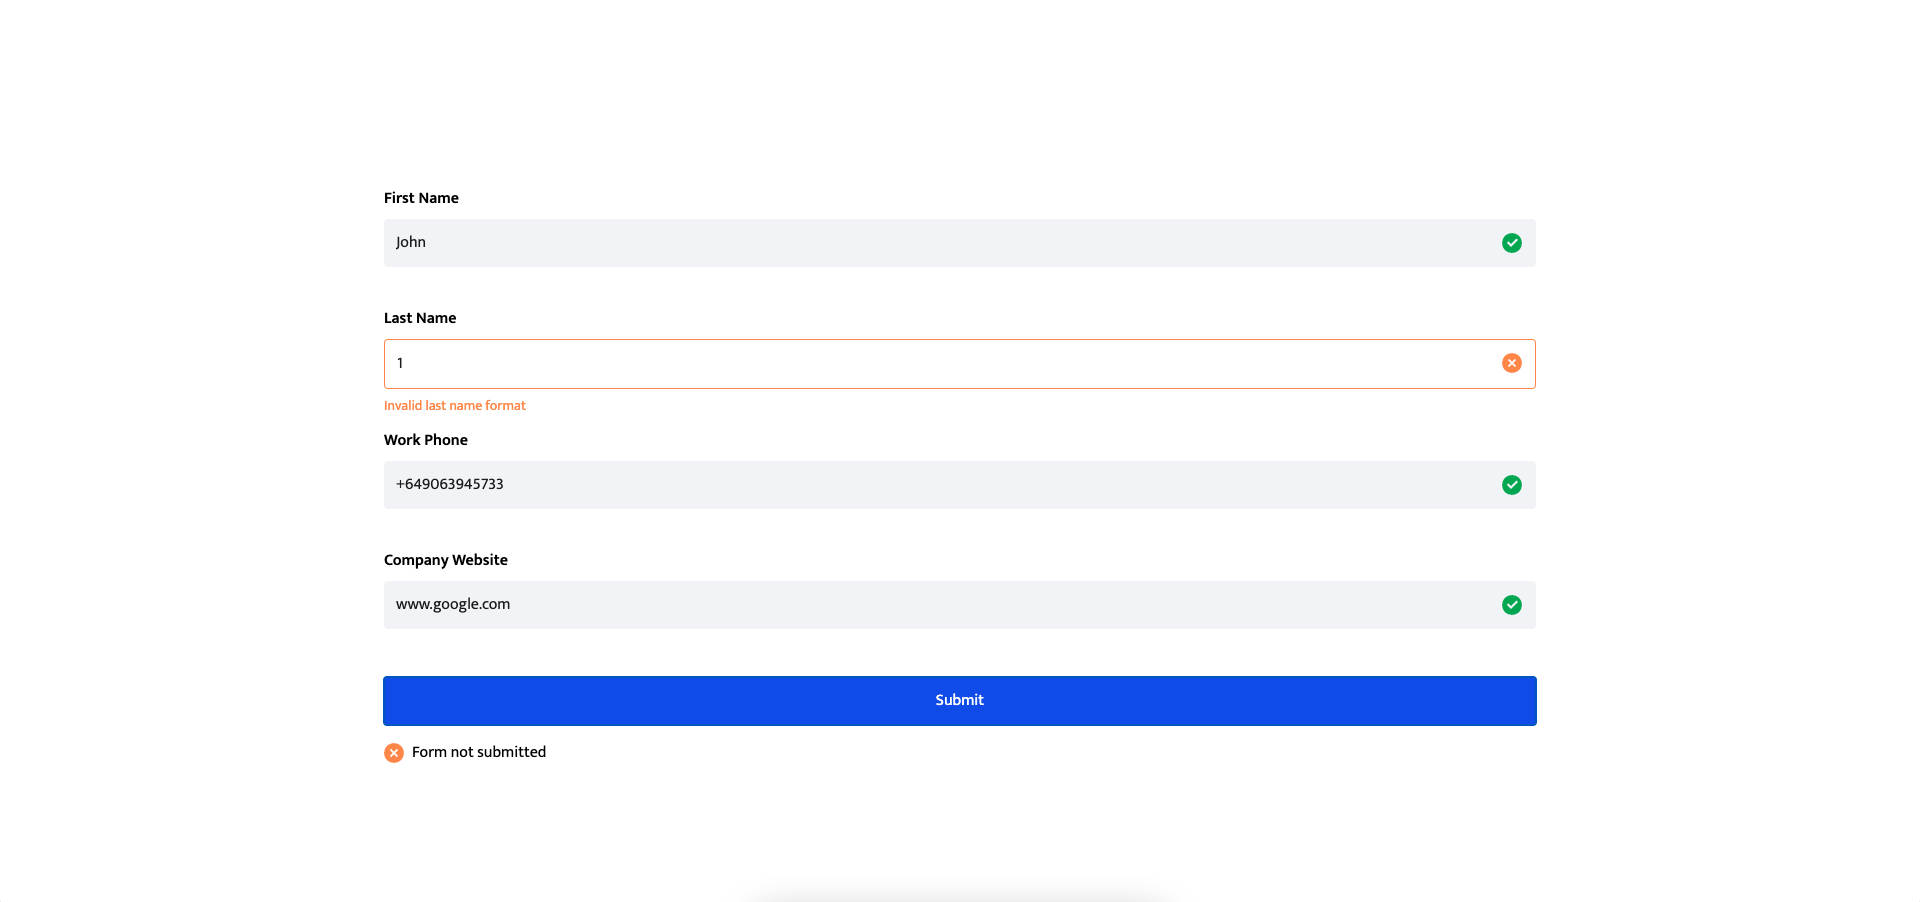 First Name
John
Last Name
1
Invalid last name format
Work Phone
+649063945733
Company Website
www.google.com
Submit
Form not submitted